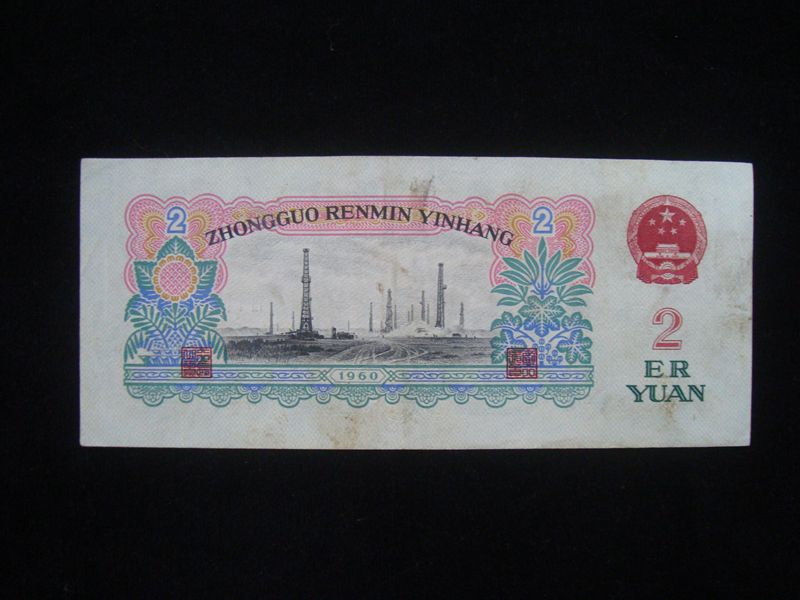 2
2
ZHONGGUO RENMIN YINHANG
1960
2
ER
YUAN